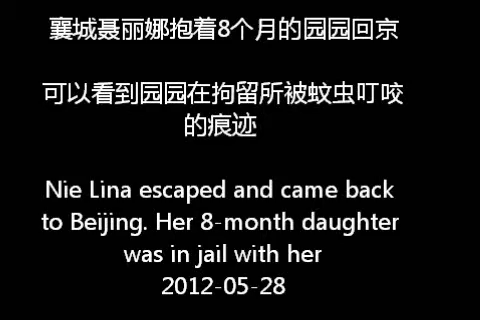 襄城聂丽娜抱着8个月的园园回京
可以看到园园在拘留所被蚊虫叮咬
的痕迹
Nie Lina escaped and came back
to Beijing. Her 8-month daughter
was in jail with her
2012-05-28